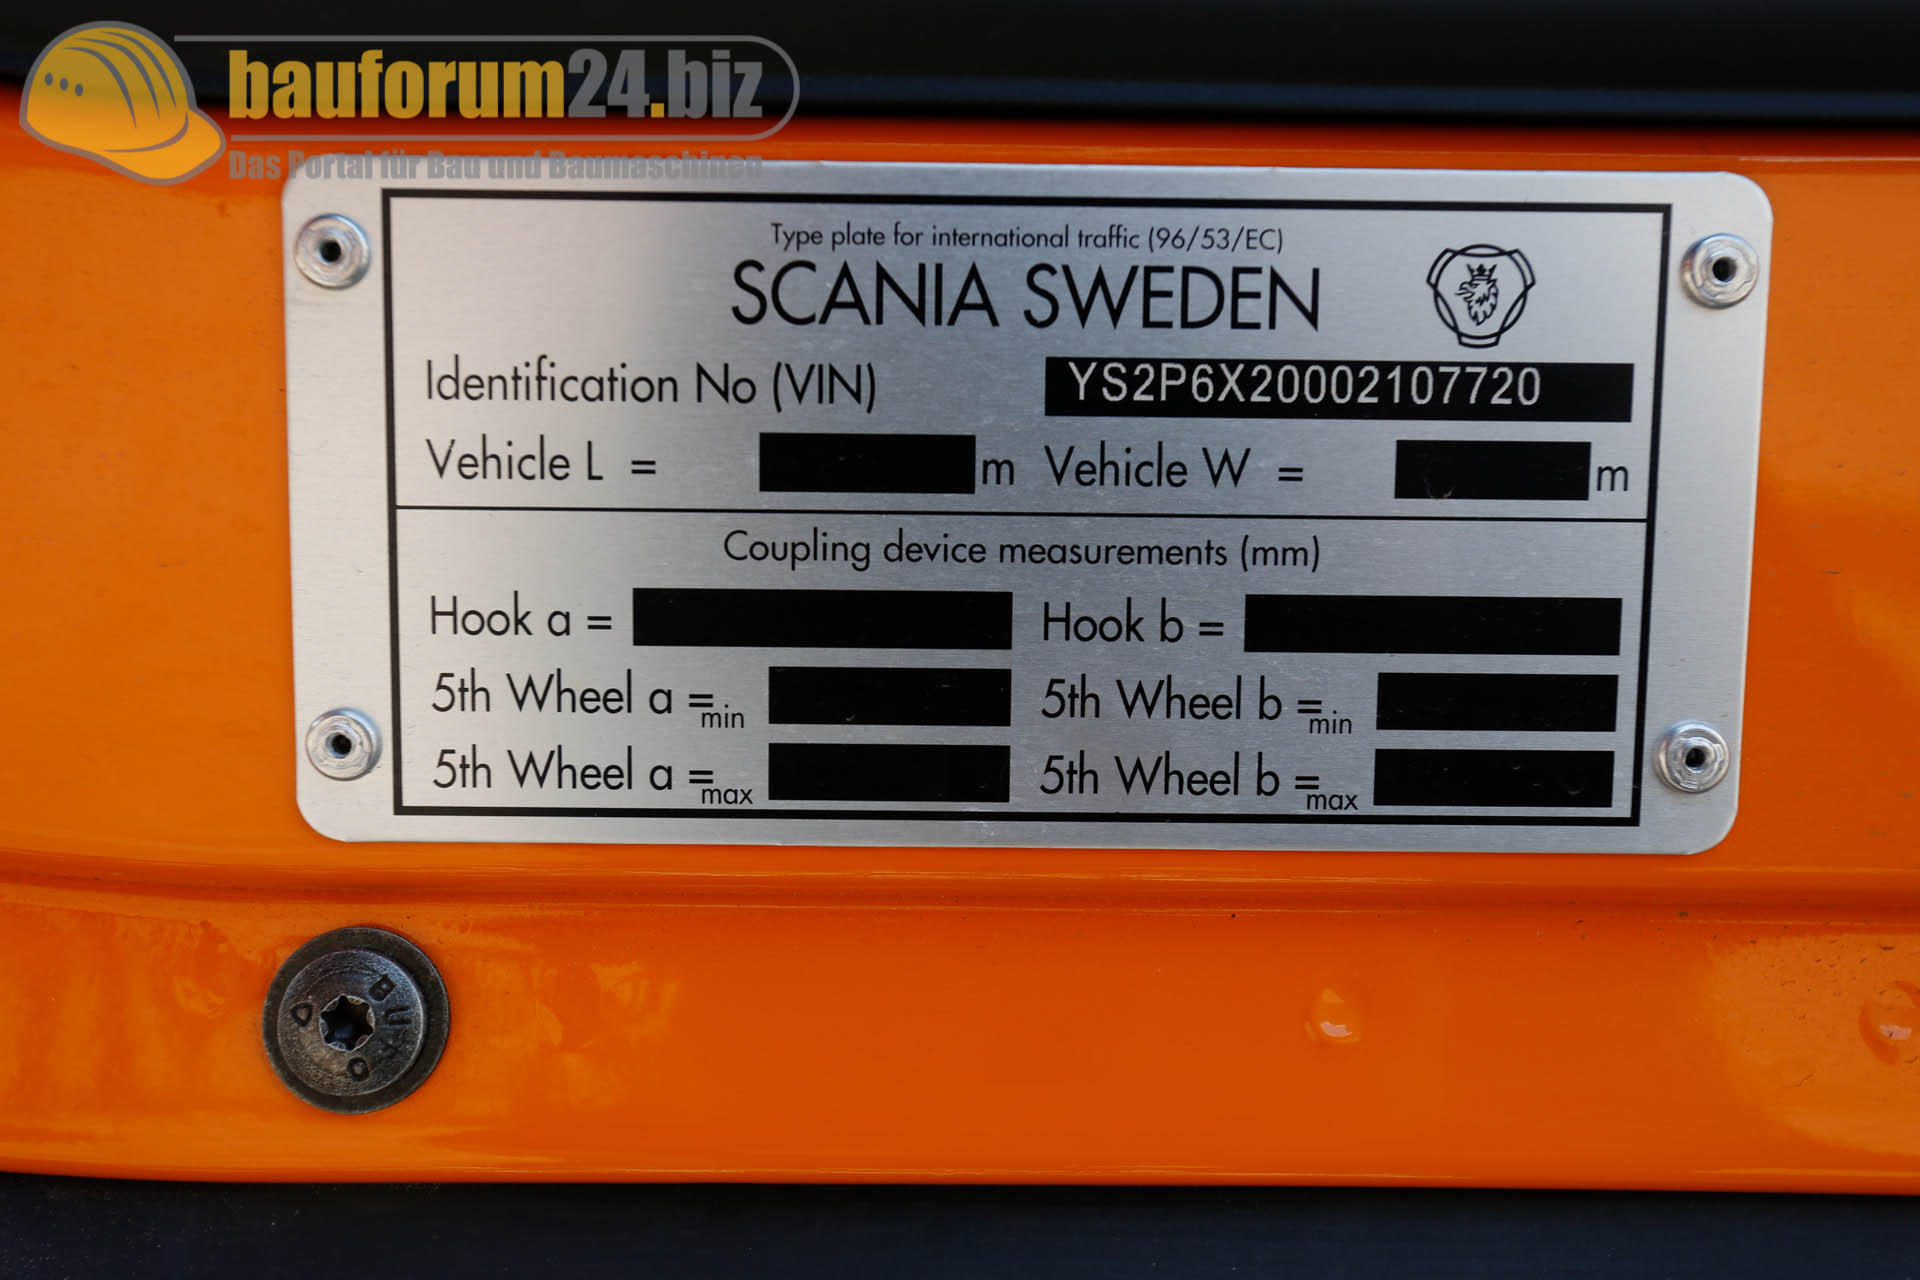 bauforum24.biz
Das Portal für Bau und Baumaschinen
Type plate for international traffic (96/53/EC)
SCANIA SWEDEN
Identification No (VIN) YS2P6X20002107720
Vehicle L = m Vehicle W = m
Coupling device measurements (mm)
Hook a = Hook b =
5th Wheel a =min 5th Wheel b =min
5th Wheel a =max 5th Wheel b =max
BUFO